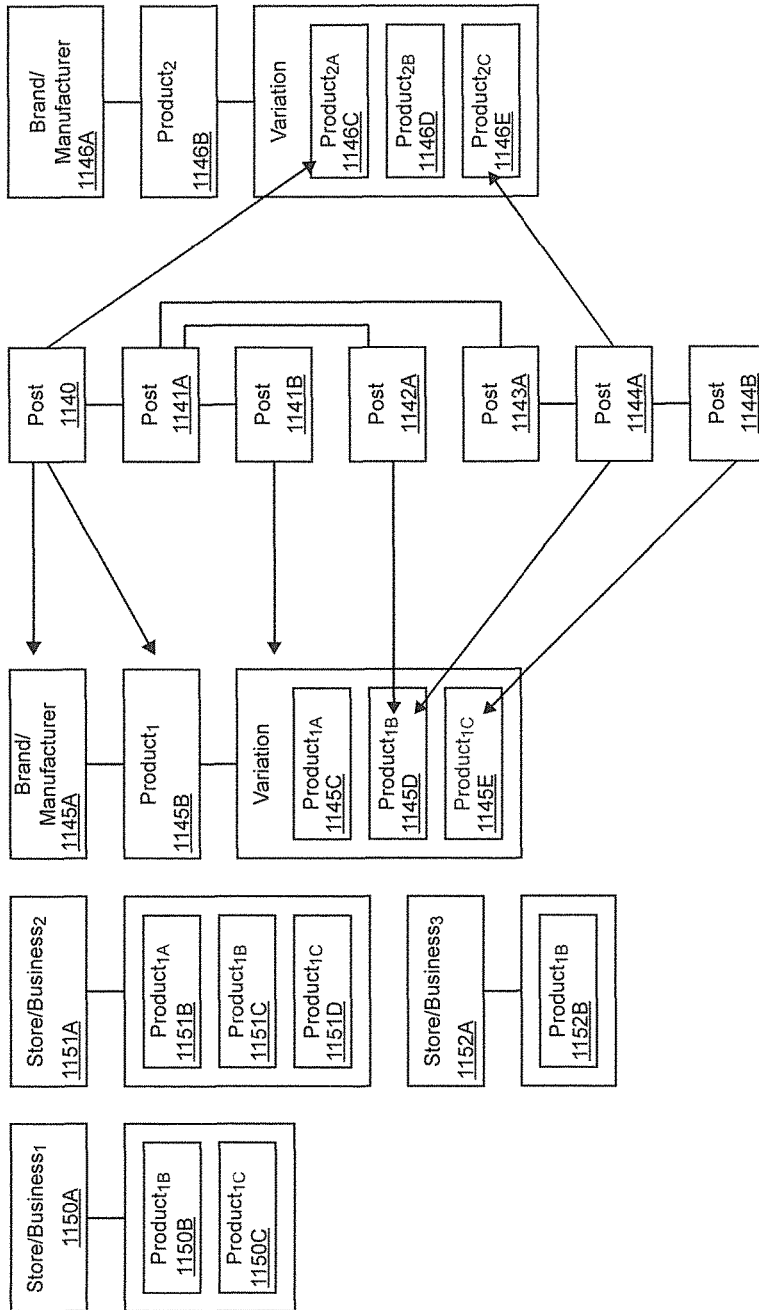 Store/Business1
1150A
Product1B
1150B
Product1C
1150C
Store/Business2
1151A
Product1A
1151B
Product1B
1151C
Product1C
1151D
Store/Business3
1152A
Product1B
1152B
Brand/
Manufacturer
1145A
Product1
1145B
Variation
Product1A
1145C
Product1B
1145D
Product1C
1145E
Post
1140
Post
1141A
Post
1141B
Post
1142A
Post
1143A
Post
1144A
Post
1144B
Brand/
Manufacturer
1146A
Product2
1146B
Variation
Product2A
1146C
Product2B
1146D
Product2C
1146E